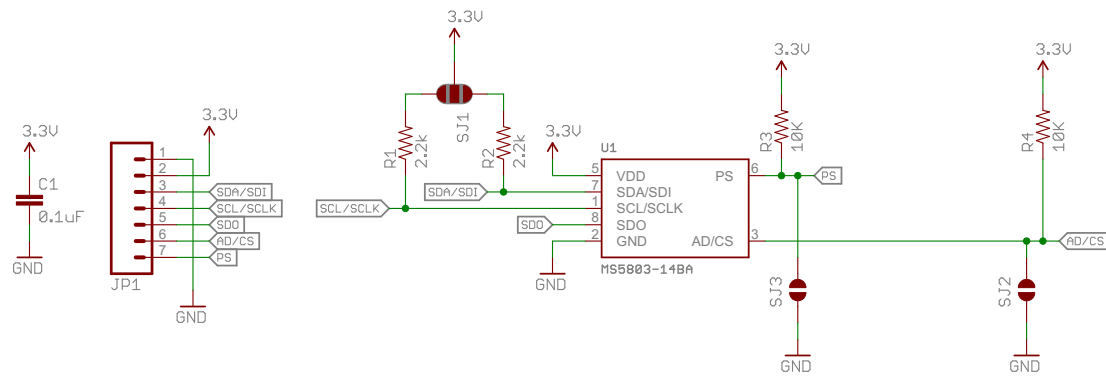 3.3V
C1
0.1uF
GND
3.3V
1
2
3 SDA/SDI
4 SCL/SCLK
5 SDO
6 AD/CS
7 PS
JP1
GND
3.3V
SJ1
R1
2.2k
R2
2.2k
SDA/SDI
SCL/SCLK
SDO
3.3V
GND
U1
5 VDD PS 6
7 SDA/SDI
1 SCL/SCLK
8 SDO
2 GND AD/CS 3
MS5803-14BA
3.3V
R3
10K
PS
SJ3
GND
3.3V
R4
10K
AD/CS
SJ2
GND